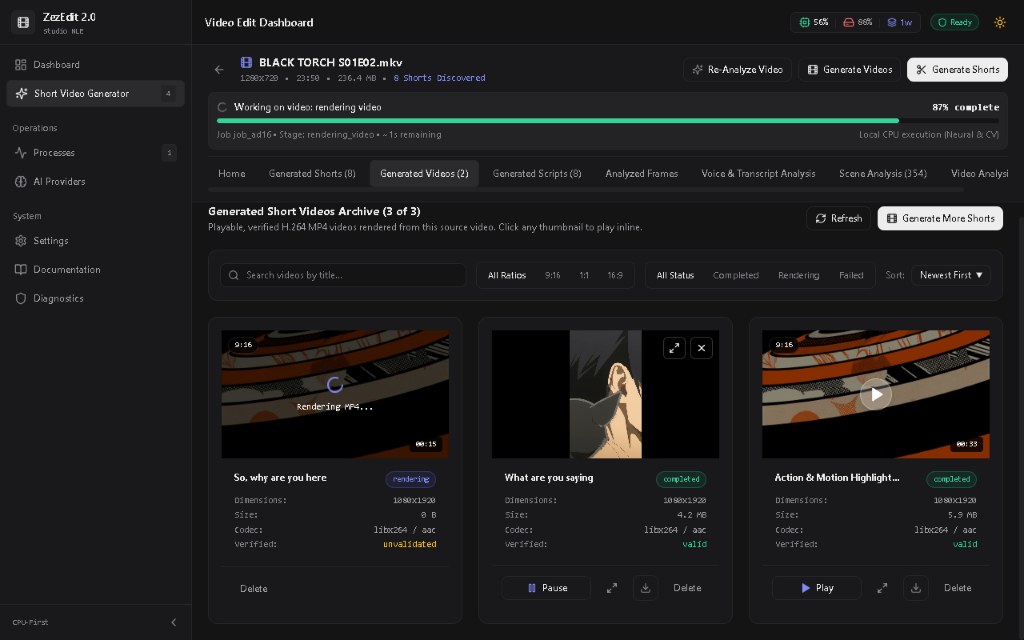 ZezEdit 2.0
Studio NLE
Dashboard
Short Video Generator 4
Operations
Processes 1
AI Providers
System
Settings
Documentation
Diagnostics
CPU-First
Video Edit Dashboard
56% 88% 1w Ready
BLACK TORCH S01E02.mkv
1280x720 • 23:50 • 236.4 MB • 8 Shorts Discovered
Re-Analyze Video Generate Videos Generate Shorts
Working on video: rendering video 87% complete
Job job_ad16 • Stage: rendering_video • ~1s remaining Local CPU execution (Neural & CV)
Home Generated Shorts (8) Generated Videos (2) Generated Scripts (8) Analyzed Frames Voice & Transcript Analysis Scene Analysis (354) Video Analysi
Generated Short Videos Archive (3 of 3)
Playable, verified H.264 MP4 videos rendered from this source video. Click any thumbnail to play inline.
Refresh Generate More Shorts
Search videos by title... All Ratios 9:16 1:1 16:9 All Status Completed Rendering Failed Sort: Newest First ▼
9:16
Rendering MP4...
00:15
So, why are you here rendering
Dimensions: 1080x1920
Size: 0 B
Codec: libx264 / aac
Verified: unvalidated
Delete
What are you saying completed
Dimensions: 1080x1920
Size: 4.2 MB
Codec: libx264 / aac
Verified: valid
Pause Delete
9:16
00:33
Action & Motion Highlight... completed
Dimensions: 1080x1920
Size: 5.9 MB
Codec: libx264 / aac
Verified: valid
Play Delete